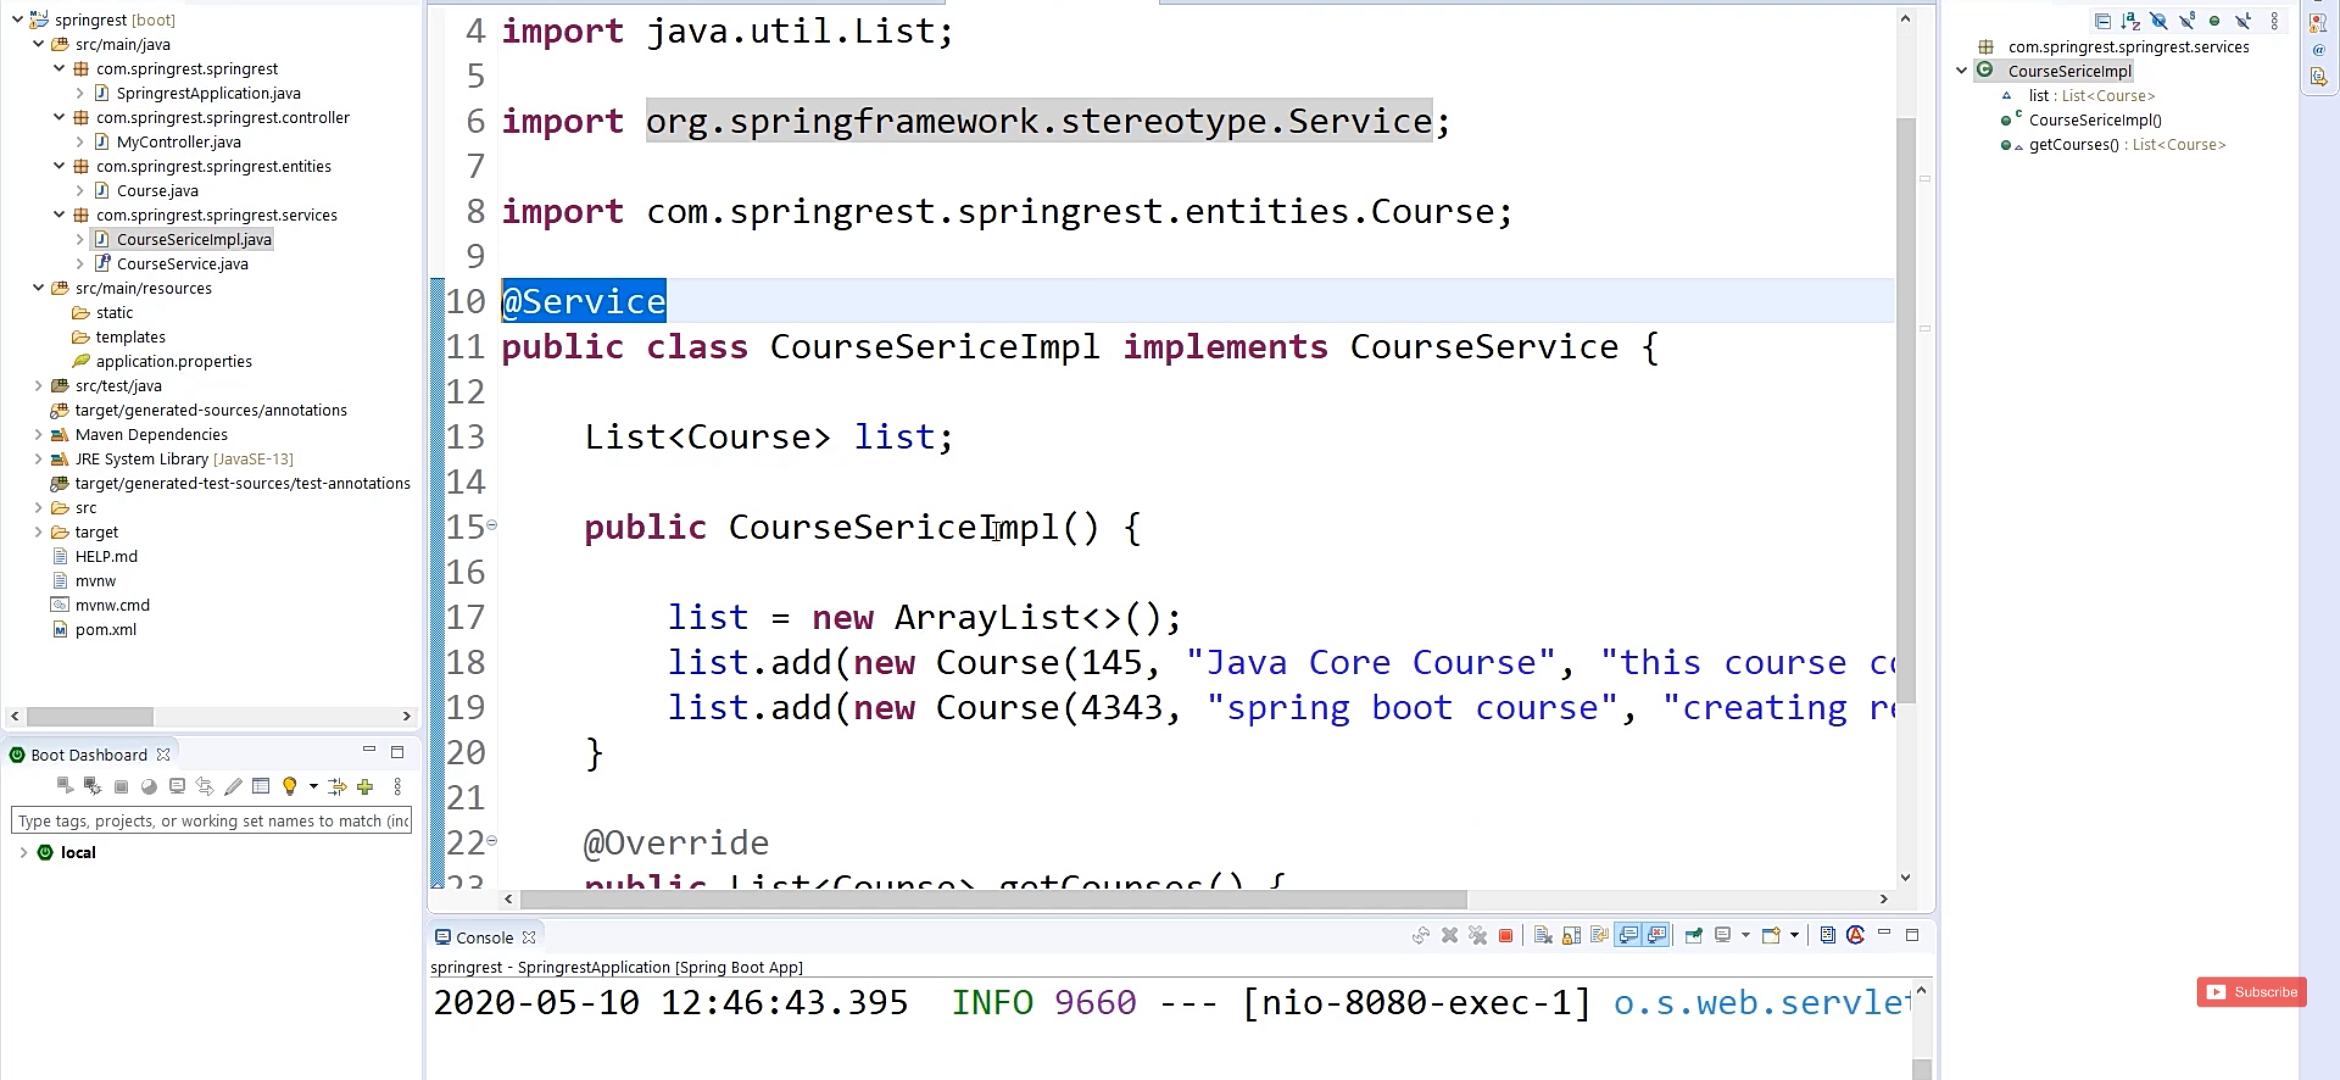 springrest [boot]
src/main/java
com.springrest.springrest
SpringrestApplication.java
com.springrest.springrest.controller
MyController.java
com.springrest.springrest.entities
Course.java
com.springrest.springrest.services
CourseSericeImpl.java
CourseService.java
src/main/resources
static
templates
application.properties
src/test/java
target/generated-sources/annotations
Maven Dependencies
JRE System Library [JavaSE-13]
target/generated-test-sources/test-annotations
src
target
HELP.md
mvnw
mvnw.cmd
pom.xml
Boot Dashboard
Type tags, projects, or working set names to match (inc
local
4 import java.util.List;
5
6 import org.springframework.stereotype.Service;
7
8 import com.springrest.springrest.entities.Course;
9
10 @Service
11 public class CourseSericeImpl implements CourseService {
12
13 List<Course> list;
14
15 public CourseSericeImpl() {
16
17 list = new ArrayList<>();
18 list.add(new Course(145, "Java Core Course", "this course co
19 list.add(new Course(4343, "spring boot course", "creating re
20 }
21
22 @Override
23 public List<Course> getCourses() {
Console
springrest - SpringrestApplication [Spring Boot App]
2020-05-10 12:46:43.395 INFO 9660 --- [nio-8080-exec-1] o.s.web.servlet
com.springrest.springrest.services
CourseSericeImpl
list : List<Course>
CourseSericeImpl()
getCourses() : List<Course>
Subscribe